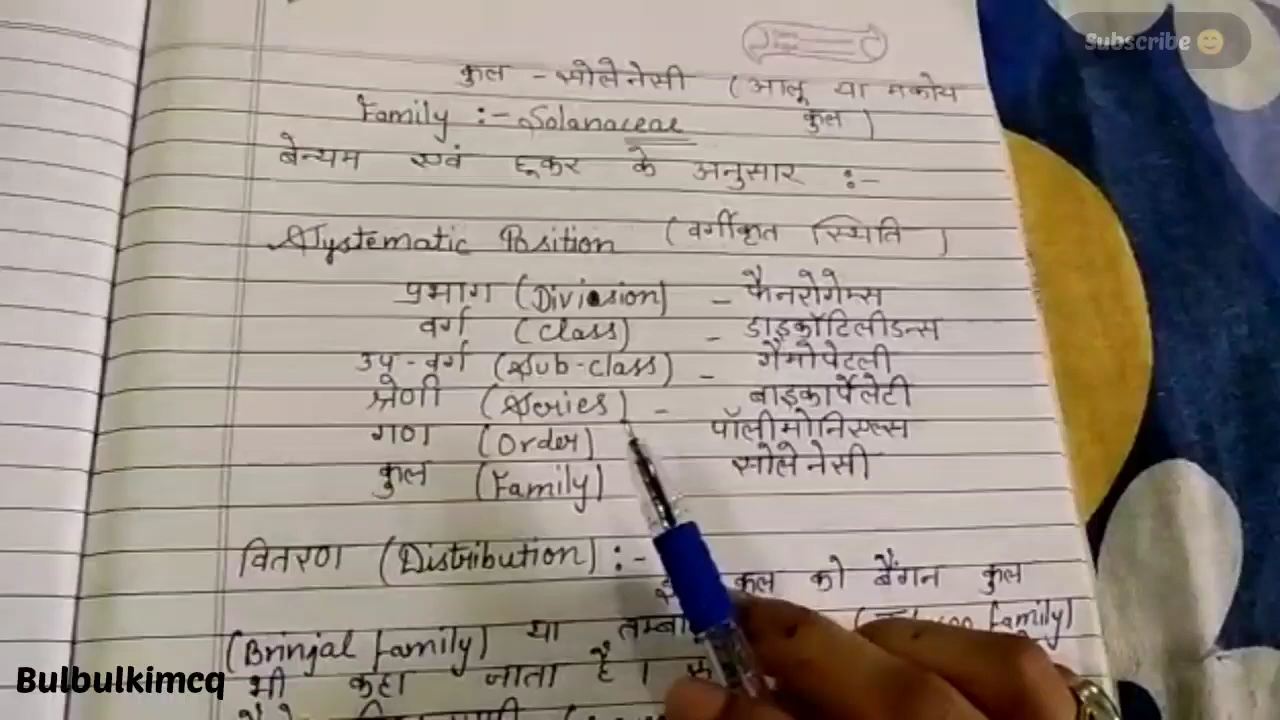 Subscribe 😊
कुल - सोलेनेसी (आलू या मकोय
Family :- Solanaceae कुल )
बेन्थम एवं हूकर के अनुसार :-
Systematic Position (वर्गीकृत स्थिति )
प्रभाग (Division) - फैनरोगेम्स
वर्ग (Class) - डाइकॉटिलीडन्स
उप-वर्ग (Sub-class) - गैमोपेटली
श्रेणी (Series) - बाइकार्पेलेटी
गण (Order) पॉलीमोनिएल्स
कुल (Family) सोलेनेसी
वितरण (Distribution) :-
कुल को बैंगन कुल
(Brinjal family) या family)
भी कहा जाता है ।
Bulbulkimcq